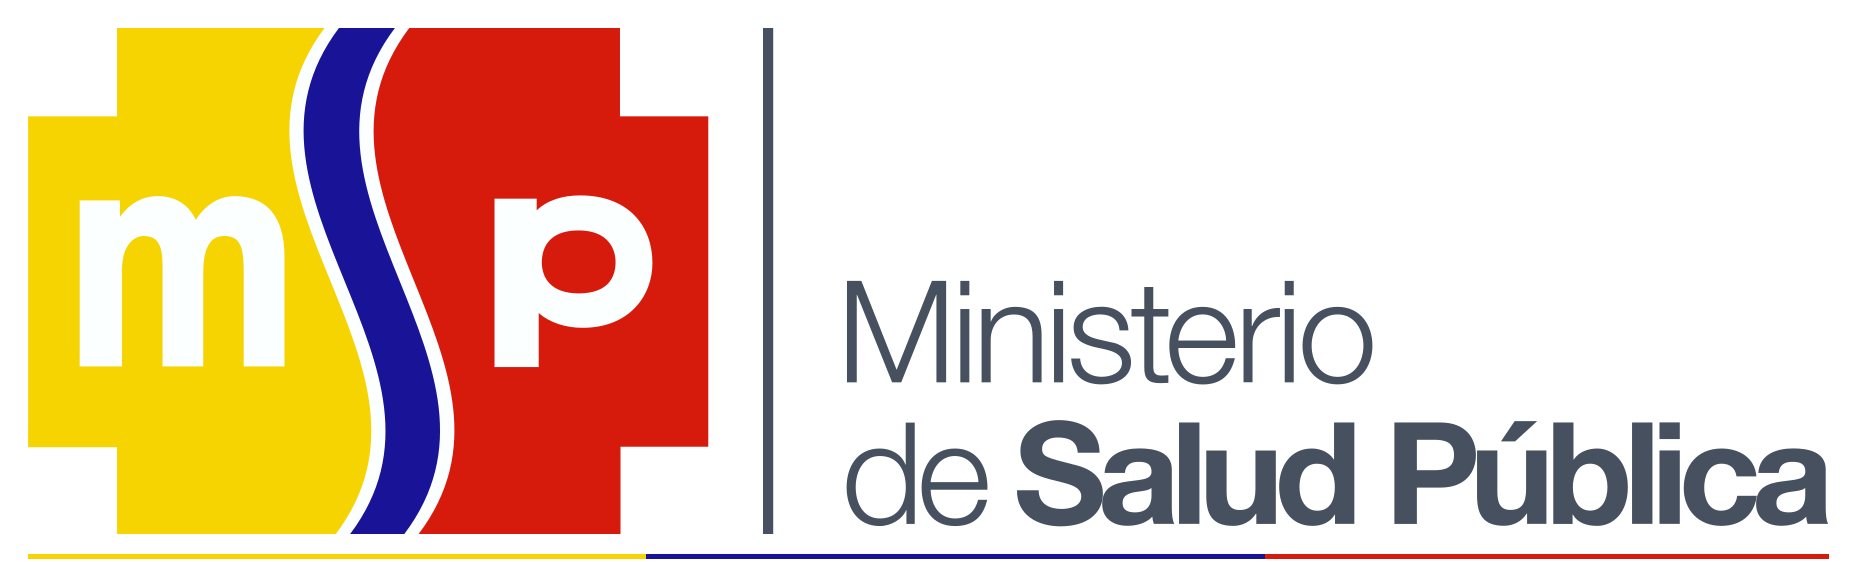 msp
Ministerio
de Salud Pública